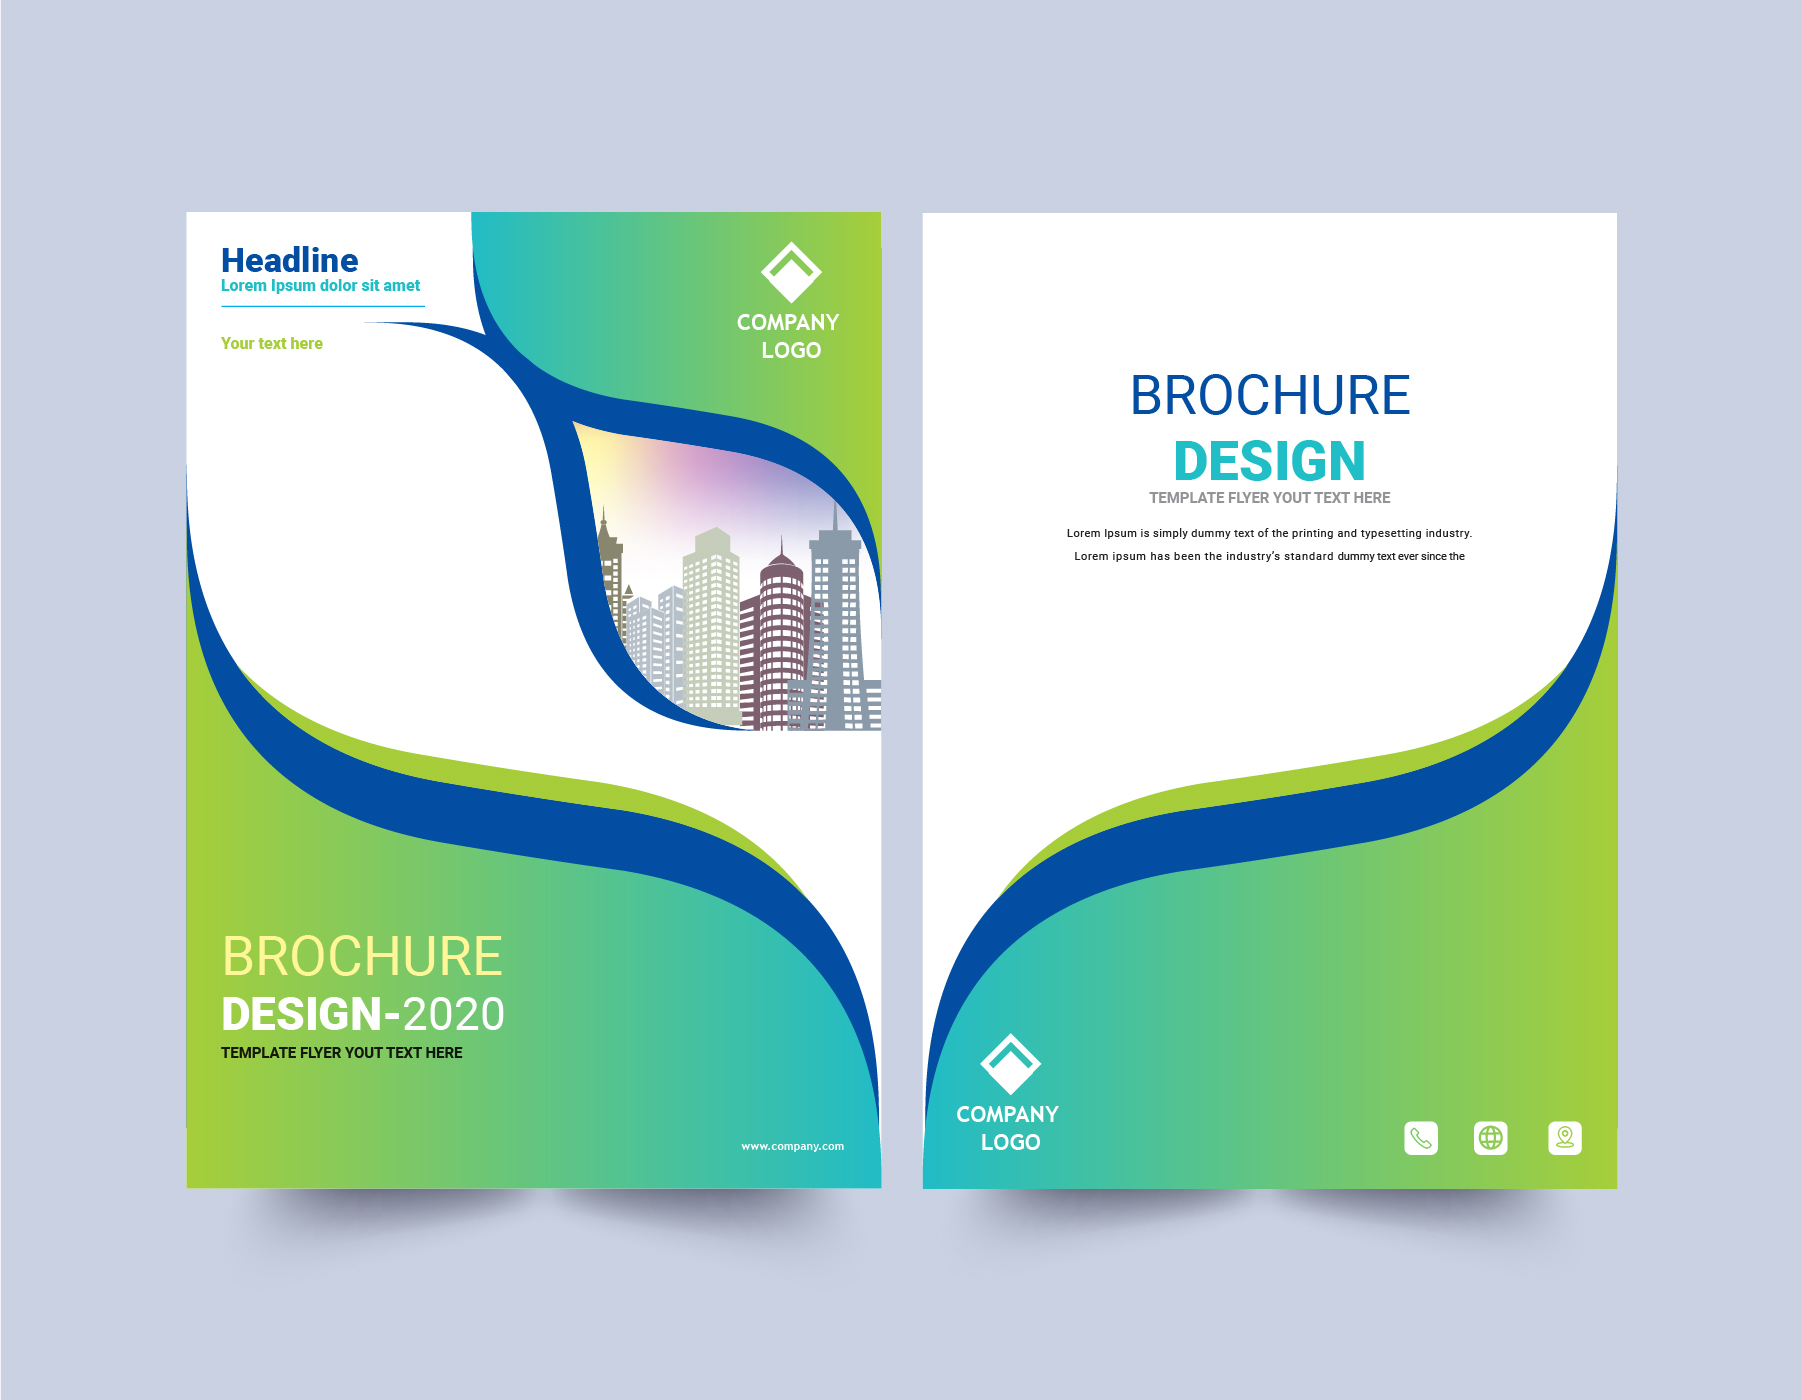 Headline
Lorem Ipsum dolor sit amet
Your text here
COMPANY
LOGO
BROCHURE
DESIGN-2020
TEMPLATE FLYER YOUT TEXT HERE
www.company.com
BROCHURE
DESIGN
TEMPLATE FLYER YOUT TEXT HERE
Lorem Ipsum is simply dummy text of the printing and typesetting industry.
Lorem ipsum has been the industry's standard dummy text ever since the
COMPANY
LOGO